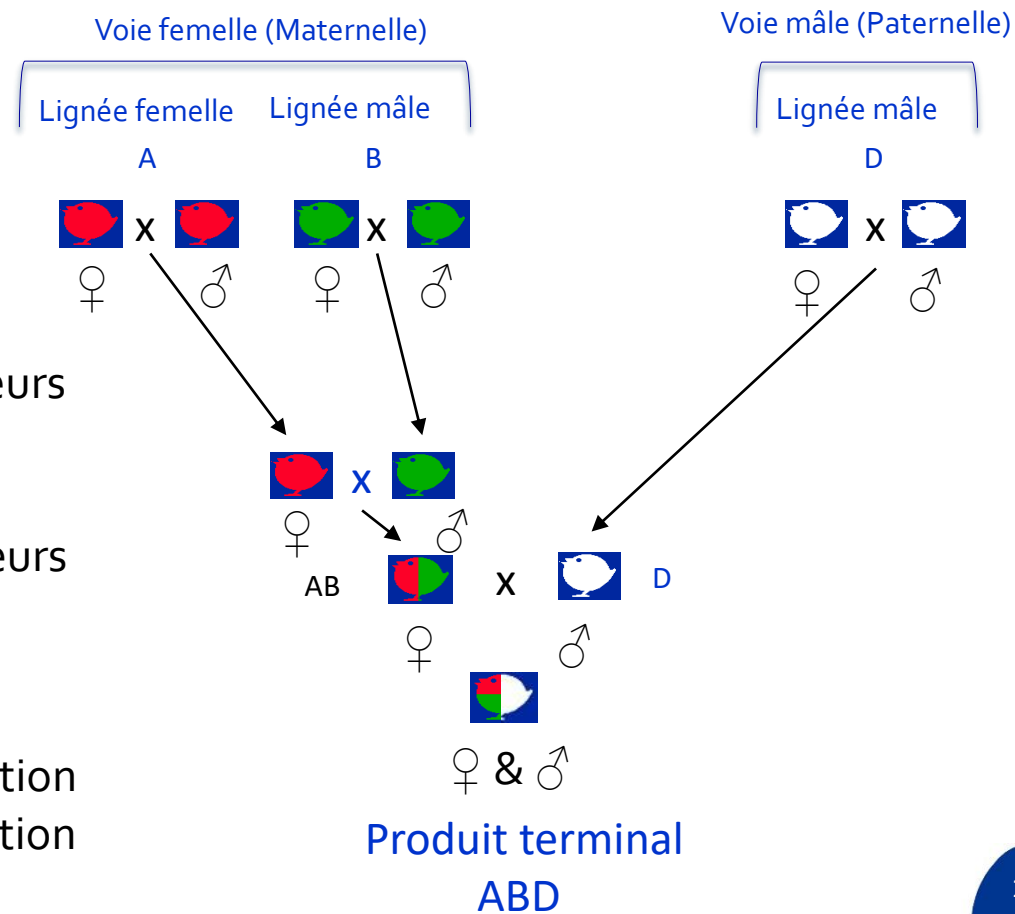 Voie femelle (Maternelle) Voie mâle (Paternelle)
Lignée femelle Lignée mâle Lignée mâle
A B D
x x x
♀ ♂ ♀ ♂ ♀ ♂
eurs
x
♀ ♂
eurs
AB x D
♀ ♂
♀ & ♂
tion
tion
Produit terminal
ABD